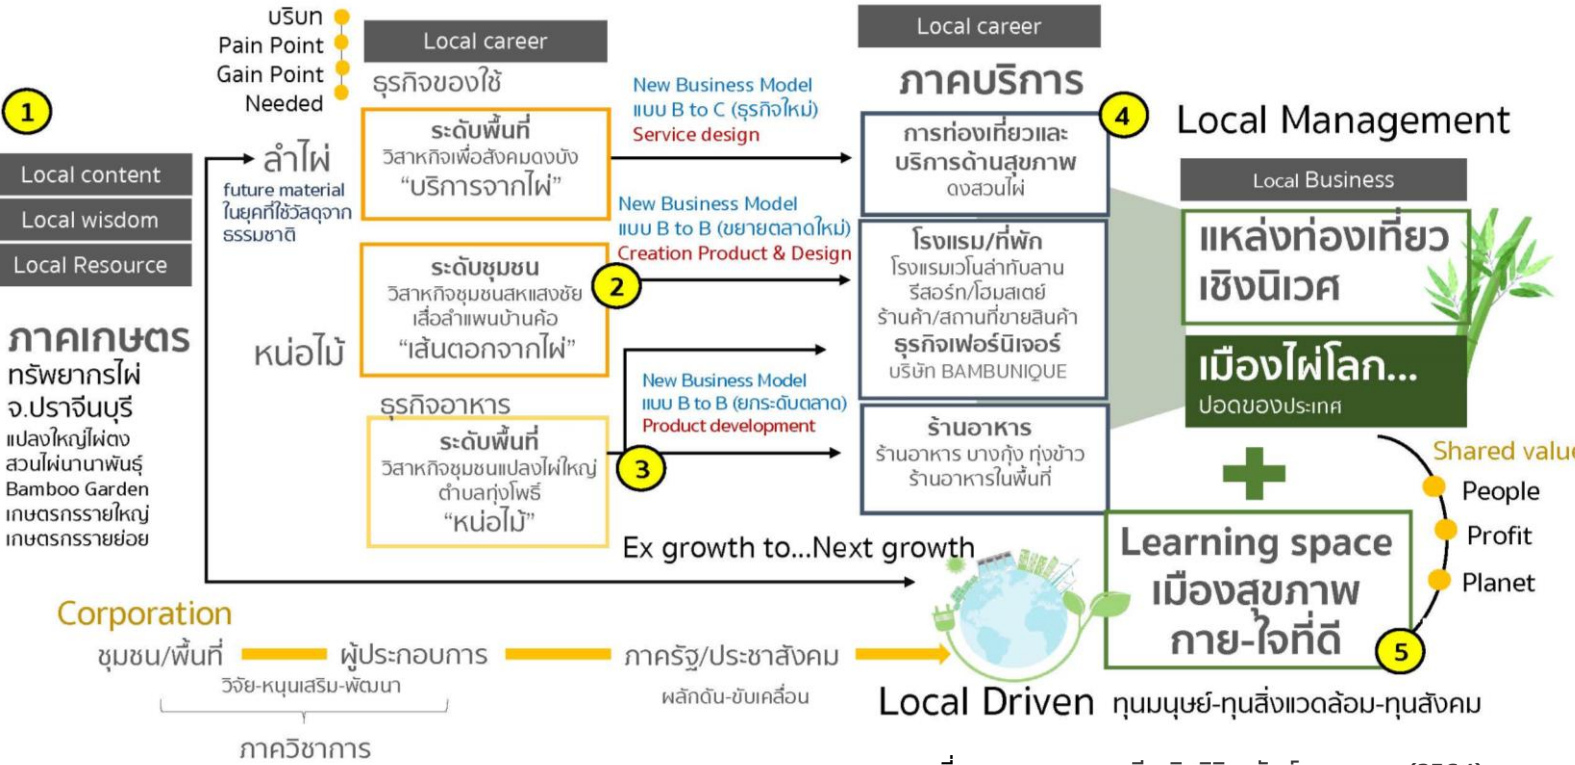 บริบท
Pain Point
Gain Point
Needed
1
Local content
Local wisdom
Local Resource
ภาคเกษตร
ทรัพยากรไผ่
จ.ปราจีนบุรี
แปลงใหญ่ไผ่ตง
สวนไผ่นานาพันธุ์
Bamboo Garden
เกษตรกรรายใหญ่
เกษตรกรรายย่อย
ลำไผ่
future material
ในยุคที่ใช้วัสดุจาก
ธรรมชาติ
หน่อไม้
Local career
ธุรกิจของใช้
ระดับพื้นที่
วิสาหกิจเพื่อสังคมดงบัง
“บริการจากไผ่”
ระดับชุมชน
วิสาหกิจชุมชนสหแสงชัย
เสื่อลำแพนบ้านค้อ
“เส้นตอกจากไผ่”
2
ธุรกิจอาหาร
ระดับพื้นที่
วิสาหกิจชุมชนแปลงไผ่ใหญ่
ตำบลทุ่งโพธิ์
“หน่อไม้”
3
New Business Model
แบบ B to C (ธุรกิจใหม่)
Service design
New Business Model
แบบ B to B (ขยายตลาดใหม่)
Creation Product & Design
New Business Model
แบบ B to B (ยกระดับตลาด)
Product development
Local career
ภาคบริการ
4
การท่องเที่ยวและ
บริการด้านสุขภาพ
ดงสวนไผ่
โรงแรม/ที่พัก
โรงแรมเวโนล่าทับลาน
รีสอร์ท/โฮมสเตย์
ร้านค้า/สถานที่ขายสินค้า
ธุรกิจเฟอร์นิเจอร์
บริษัท BAMBUNIQUE
ร้านอาหาร
ร้านอาหาร บางกุ้ง ทุ่งข้าว
ร้านอาหารในพื้นที่
Local Management
Local Business
แหล่งท่องเที่ยว
เชิงนิเวศ
เมืองไผ่โลก...
ปอดของประเทศ
Shared value
People
Profit
Planet
Learning space
เมืองสุขภาพ
กาย-ใจที่ดี
5
Ex growth to...Next growth
Corporation
ชุมชน/พื้นที่
ผู้ประกอบการ
ภาครัฐ/ประชาสังคม
วิจัย-หนุนเสริม-พัฒนา
ผลักดัน-ขับเคลื่อน
ภาควิชาการ
Local Driven
ทุนมนุษย์-ทุนสิ่งแวดล้อม-ทุนสังคม